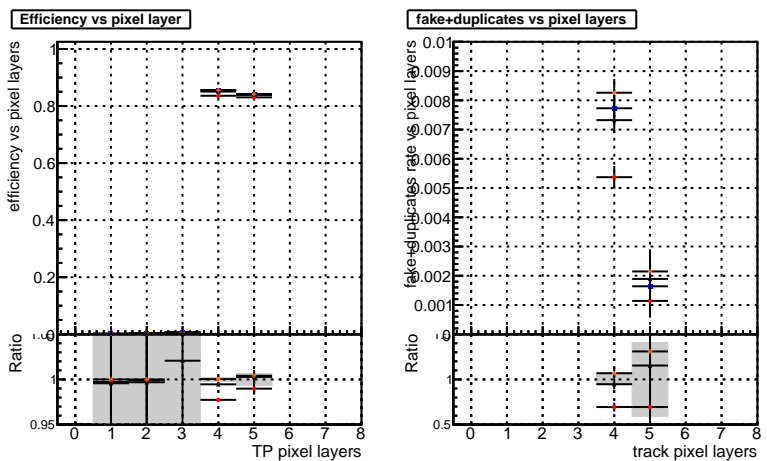 Efficiency vs pixel layer
efficiency vs pixel layers
1
0.8
0.6
0.4
0.2
0
Ratio
1
0.95
0 1 2 3 4 5 6 7 8
TP pixel layers
fake+duplicates vs pixel layers
fake+duplicates rate vs pixel layers
0.01
0.009
0.008
0.007
0.006
0.005
0.004
0.003
0.002
0.001
0
Ratio
1
0.5
0 1 2 3 4 5 6 7 8
track pixel layers